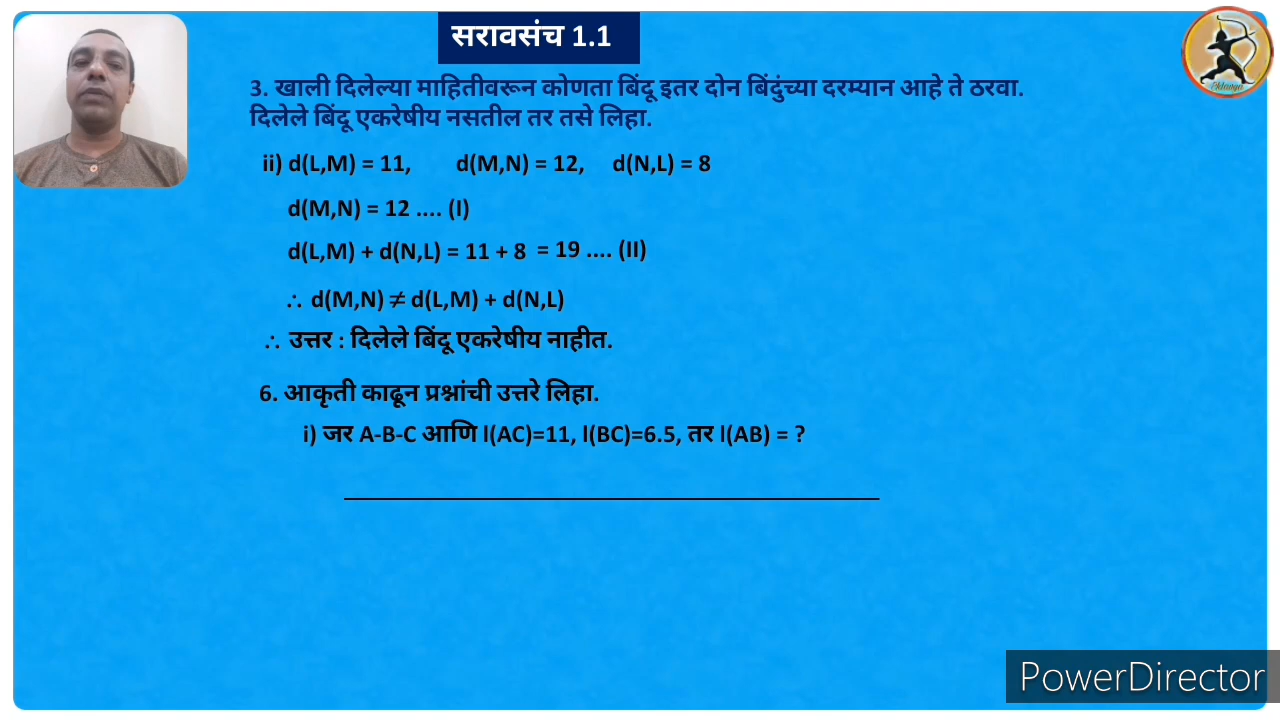 सरावसंच 1.1
3. खाली दिलेल्या माहितीवरून कोणता बिंदू इतर दोन बिंदुंच्या दरम्यान आहे ते ठरवा.
दिलेले बिंदू एकरेषीय नसतील तर तसे लिहा.
ii) d(L,M) = 11, d(M,N) = 12, d(N,L) = 8
d(M,N) = 12 .... (I)
d(L,M) + d(N,L) = 11 + 8 = 19 .... (II)
∴ d(M,N) ≠ d(L,M) + d(N,L)
∴ उत्तर : दिलेले बिंदू एकरेषीय नाहीत.
6. आकृती काढून प्रश्नांची उत्तरे लिहा.
i) जर A-B-C आणि l(AC)=11, l(BC)=6.5, तर l(AB) = ?
PowerDirector